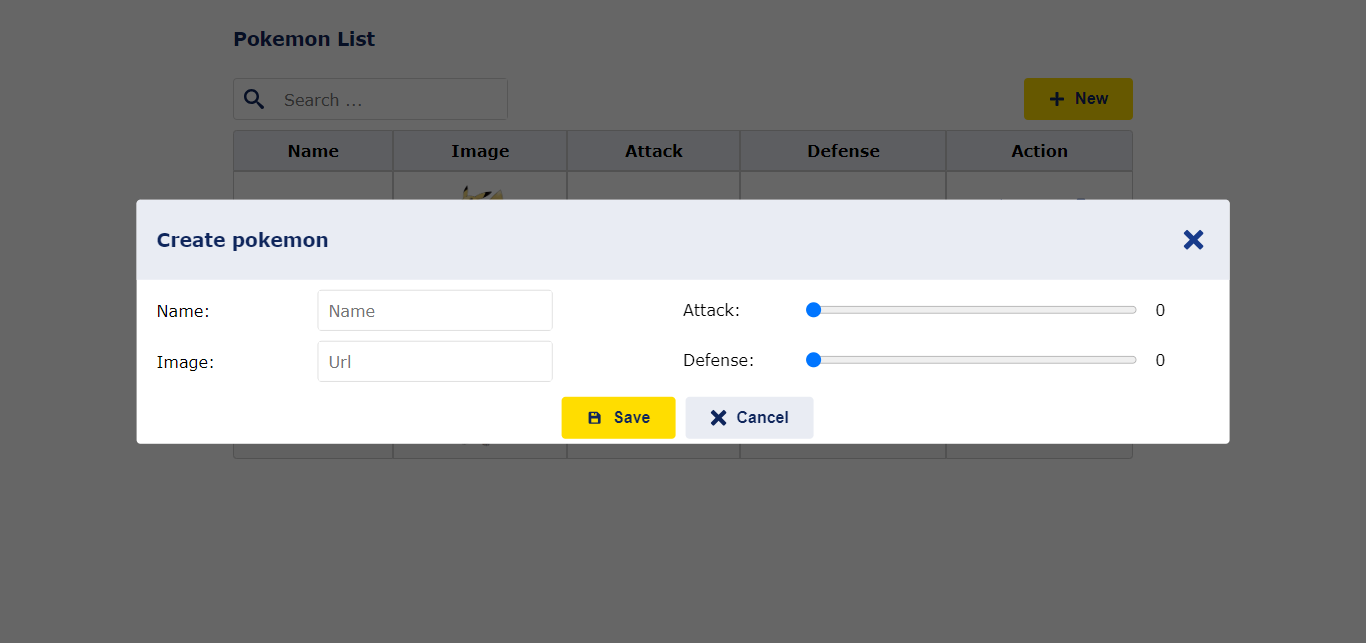 Pokemon List
Search ...
New
Name Image Attack Defense Action
Create pokemon
Name: Name Attack: 0
Image: Url Defense: 0
Save Cancel